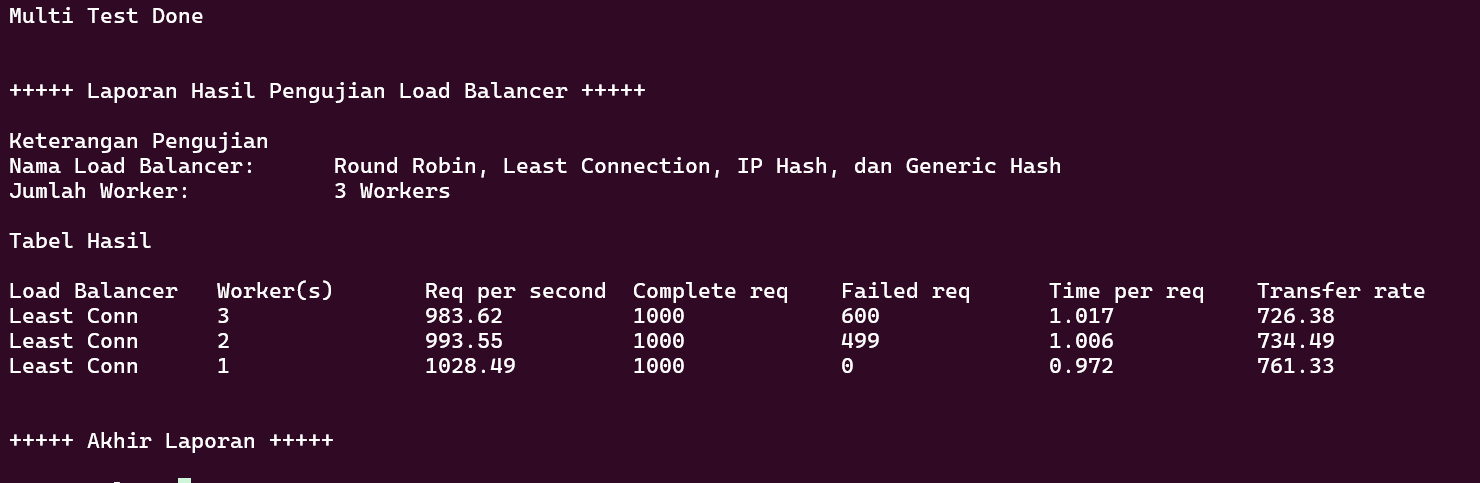 Multi Test Done
+++++ Laporan Hasil Pengujian Load Balancer +++++
Keterangan Pengujian
Nama Load Balancer: Round Robin, Least Connection, IP Hash, dan Generic Hash
Jumlah Worker: 3 Workers
Tabel Hasil
Load Balancer Worker(s) Req per second Complete req Failed req Time per req Transfer rate
Least Conn 3 983.62 1000 600 1.017 726.38
Least Conn 2 993.55 1000 499 1.006 734.49
Least Conn 1 1028.49 1000 0 0.972 761.33
+++++ Akhir Laporan +++++